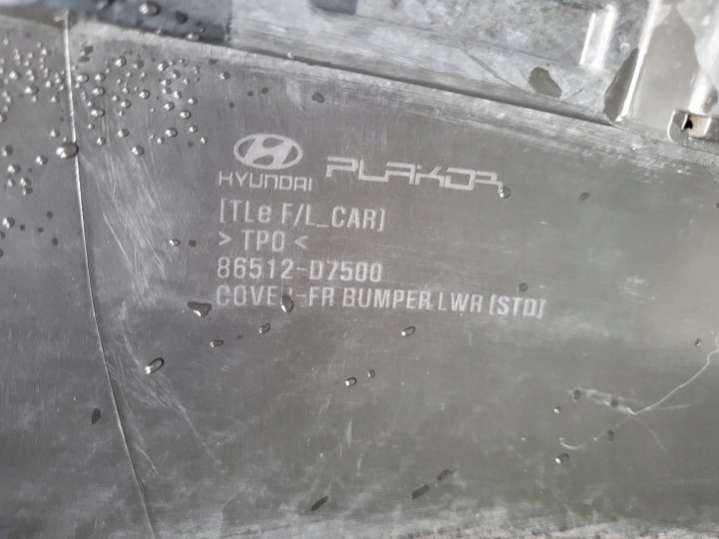 HYUNDAI PLAKOR
[TLe F/L_CAR]
> TPO <
86512-D7500
COVER-FR BUMPER LWR [STD]